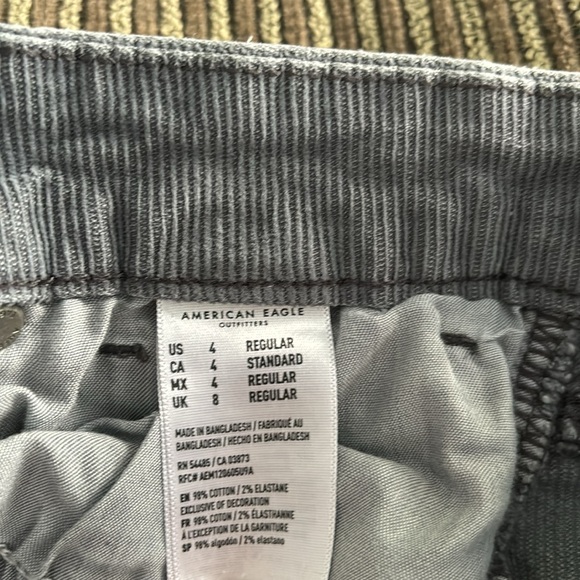 AMERICAN EAGLE
OUTFITTERS
US 4 REGULAR
CA 4 STANDARD
MX 4 REGULAR
UK 8 REGULAR
MADE IN BANGLADESH / FABRIQUÉ AU
BANGLADESH / HECHO EN BANGLADESH
RN 54485 / CA 03873
RFC# AEM120605U9A
EN 98% COTTON / 2% ELASTANE
EXCLUSIVE OF DECORATION
FR 98% COTON / 2% ÉLASTHANNE
À L'EXCEPTION DE LA GARNITURE
SP 98% algodón / 2% elastano